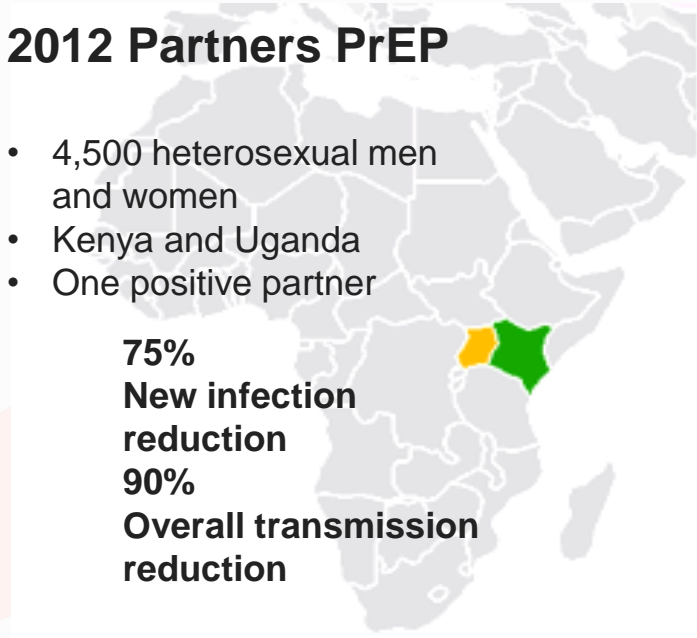 2012 Partners PrEP
• 4,500 heterosexual men
and women
• Kenya and Uganda
• One positive partner
75%
New infection
reduction
90%
Overall transmission
reduction